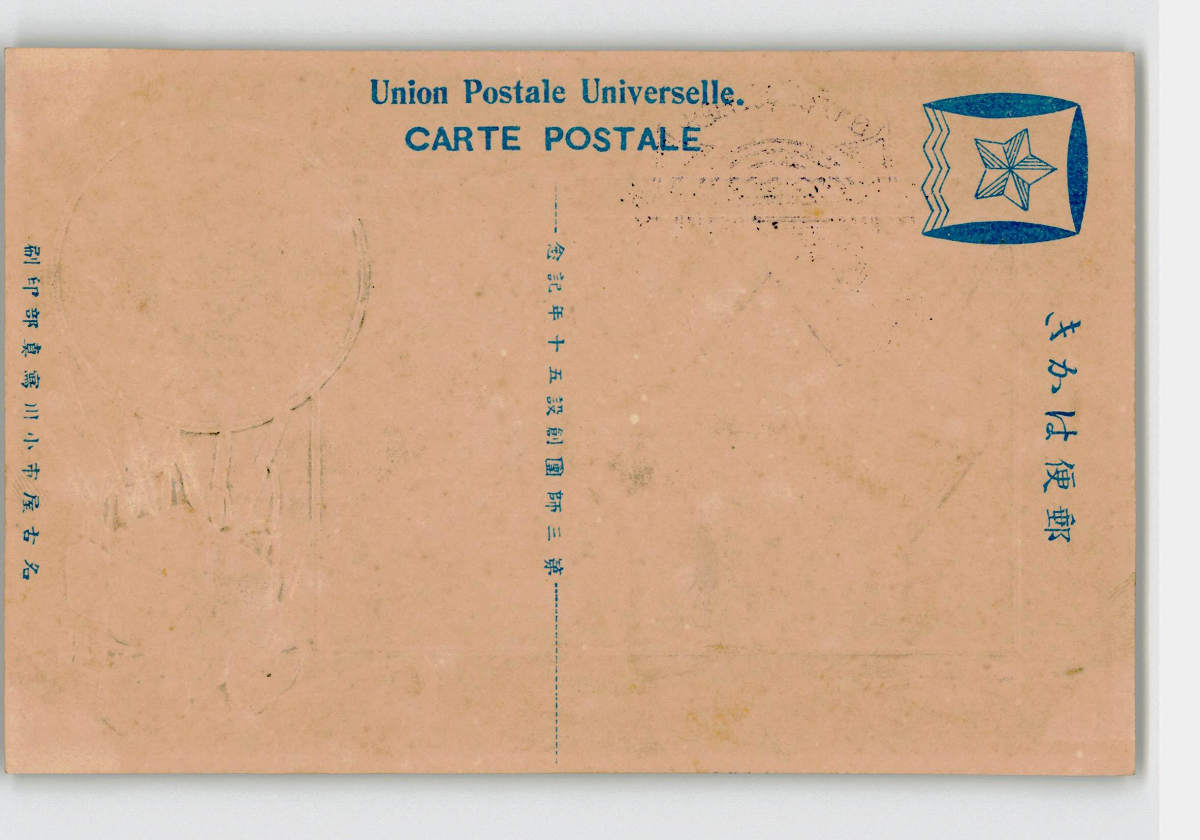 Union Postale Universelle.
CARTE POSTALE
きかは便郵
念記年十五設創團師三第
刷印部真寫川小市屋古名